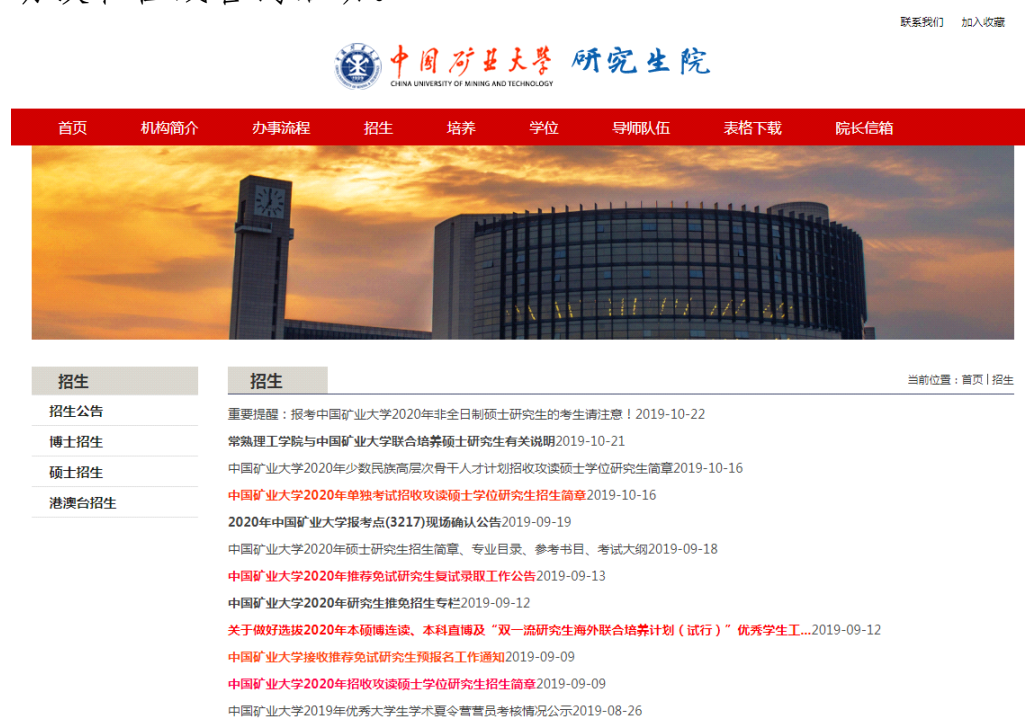 联系我们 加入收藏
中国矿业大学 研究生院
CHINA UNIVERSITY OF MINING AND TECHNOLOGY
首页 机构简介 办事流程 招生 培养 学位 导师队伍 表格下载 院长信箱
招生
招生公告
博士招生
硕士招生
港澳台招生
招生
当前位置：首页 | 招生
重要提醒：报考中国矿业大学2020年非全日制硕士研究生的考生请注意！2019-10-22
常熟理工学院与中国矿业大学联合培养硕士研究生有关说明2019-10-21
中国矿业大学2020年少数民族高层次骨干人才计划招收攻读硕士学位研究生简章2019-10-16
中国矿业大学2020年单独考试招收攻读硕士学位研究生招生简章2019-10-16
2020年中国矿业大学报考点(3217)现场确认公告2019-09-19
中国矿业大学2020年硕士研究生招生简章、专业目录、参考书目、考试大纲2019-09-18
中国矿业大学2020年推荐免试研究生复试录取工作公告2019-09-13
中国矿业大学2020年研究生推免招生专栏2019-09-12
关于做好选拔2020年本硕博连读、本科直博及“双一流研究生海外联合培养计划（试行）”优秀学生工...2019-09-12
中国矿业大学接收推荐免试研究生预报名工作通知2019-09-09
中国矿业大学2020年招收攻读硕士学位研究生招生简章2019-09-09
中国矿业大学2019年优秀大学生学术夏令营营员考核情况公示2019-08-26